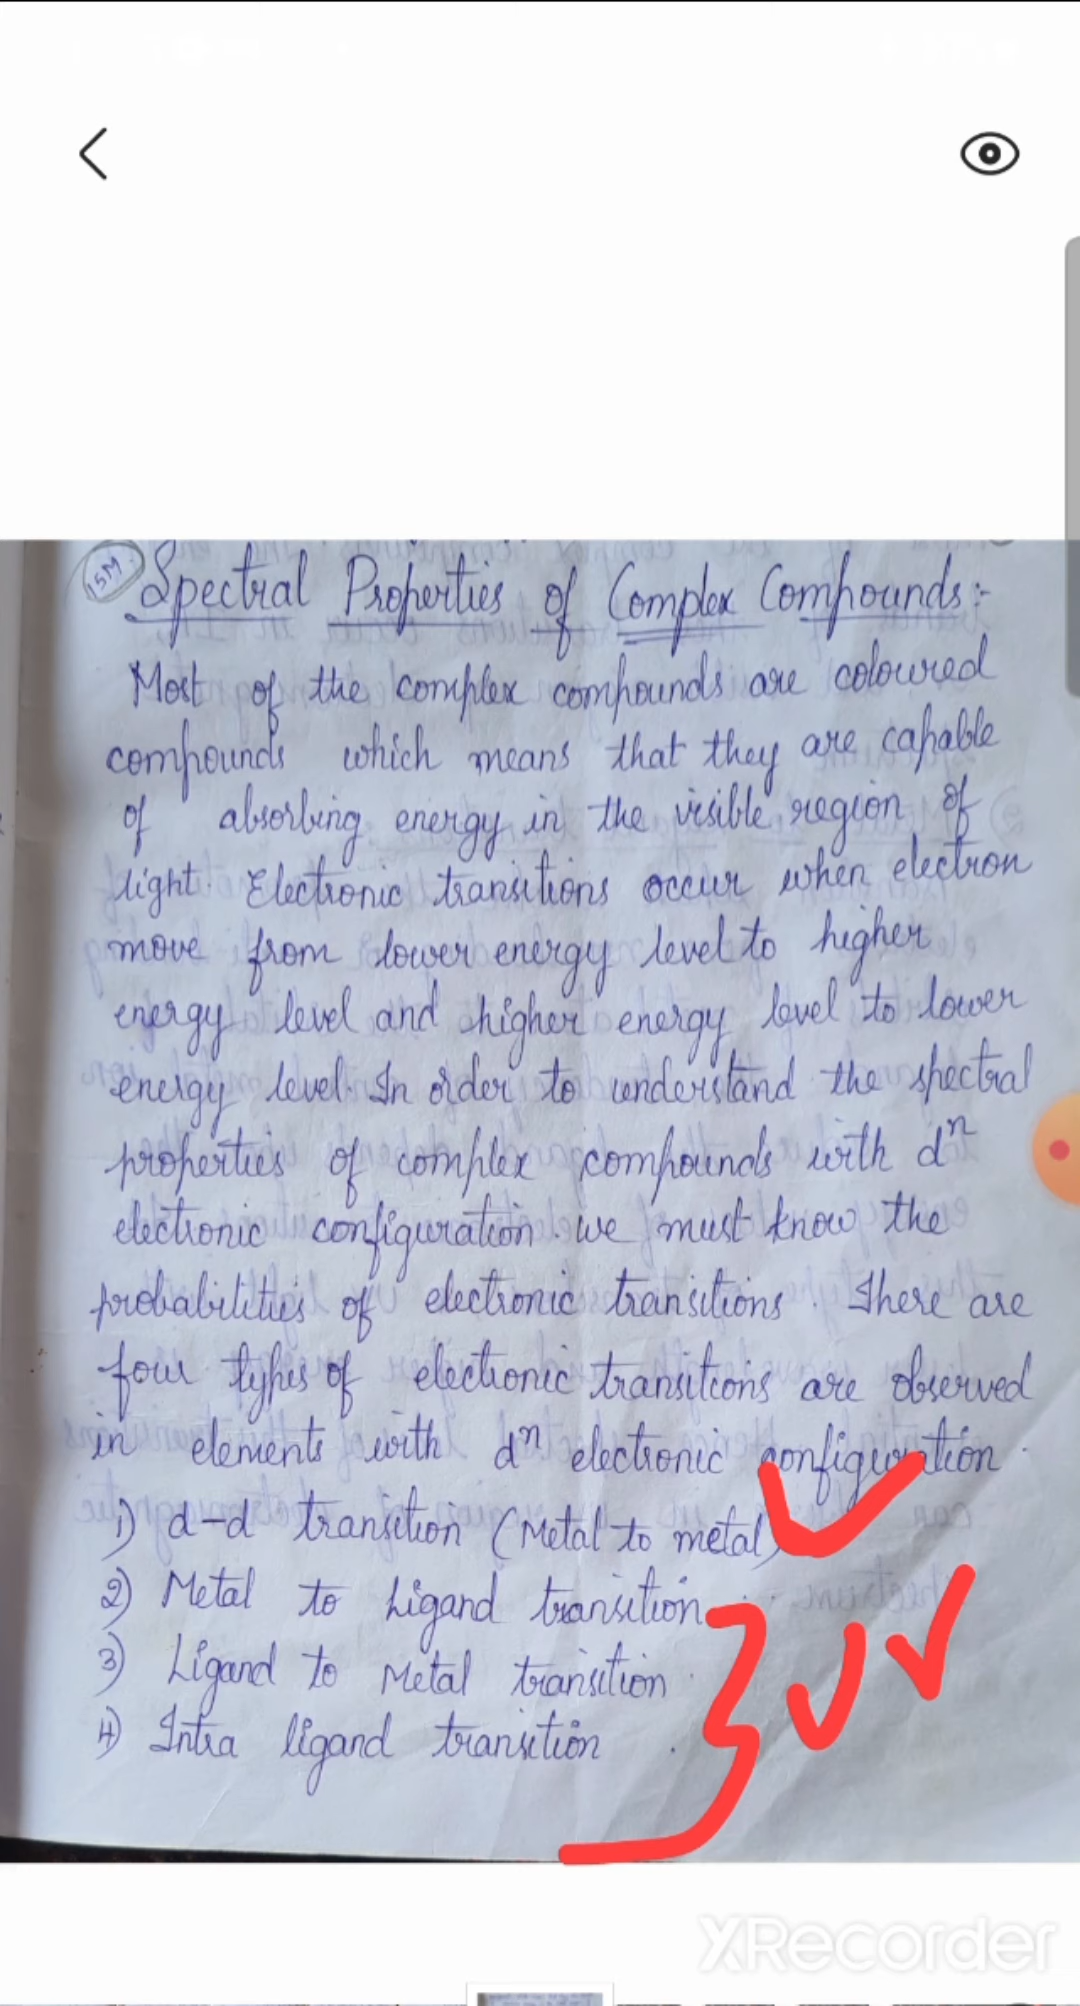 15M
Spectral Properties of Complex Compounds:-
Most of the complex compounds are coloured
compounds which means that they are capable
of absorbing energy in the visible region of
light. Electronic transitions occur when electron
move from lower energy level to higher
energy level and higher energy level to lower
energy level. In order to understand the spectral
properties of complex compounds with dⁿ
electronic configuration. we must know the
probabilities of electronic transitions. There are
four types of electronic transitions are observed
in elements with dⁿ electronic configuration.
1) d-d transition (Metal to metal)
2) Metal to Ligand transition.
3) Ligand to Metal transition.
4) Intra ligand transition.
UV
XRecorder